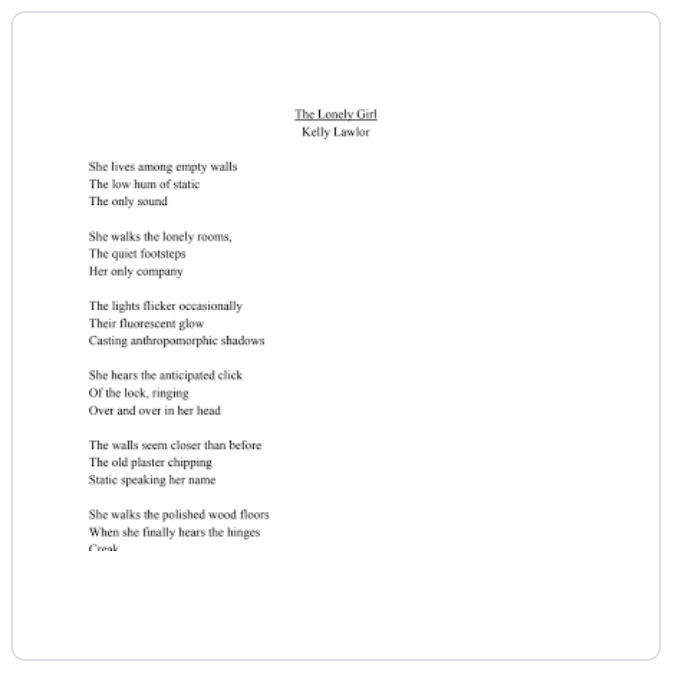 The Lonely Girl
Kelly Lawlor
She lives among empty walls
The low hum of static
The only sound
She walks the lonely rooms,
The quiet footsteps
Her only company
The lights flicker occasionally
Their fluorescent glow
Casting anthropomorphic shadows
She hears the anticipated click
Of the lock, ringing
Over and over in her head
The walls seem closer than before
The old plaster chipping
Static speaking her name
She walks the polished wood floors
When she finally hears the hinges
Creak